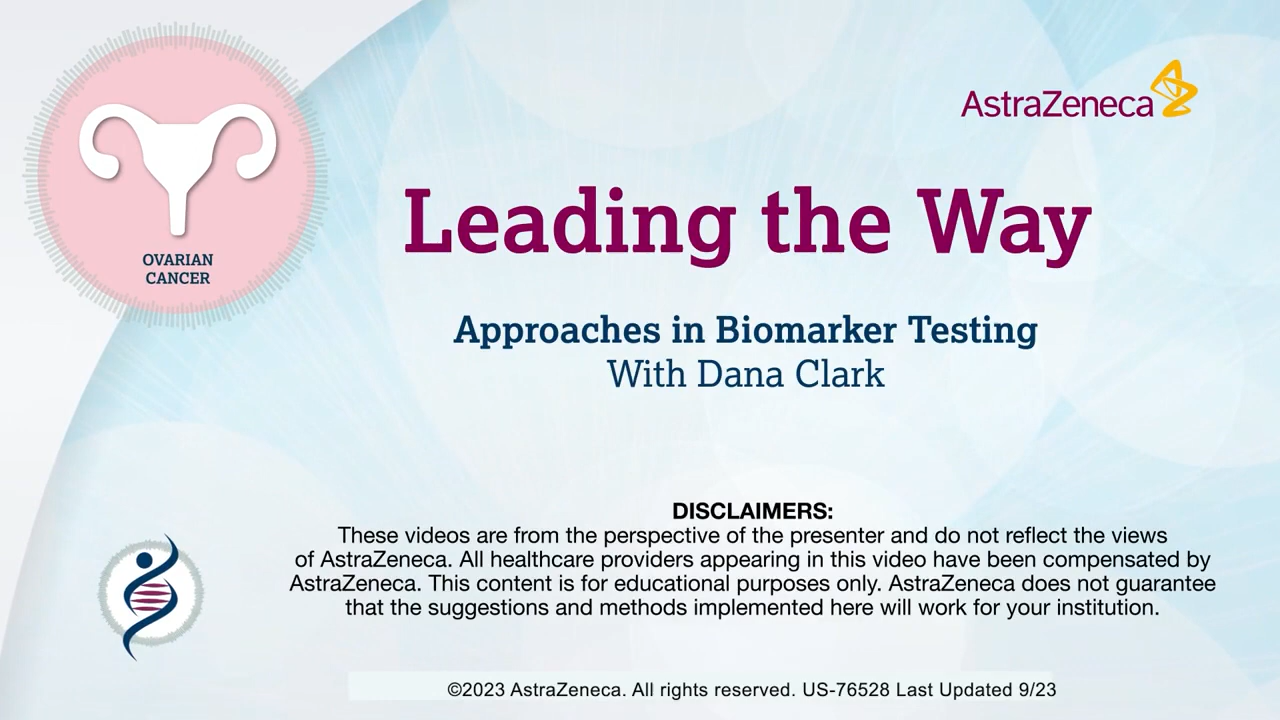 OVARIAN
CANCER
AstraZeneca
Leading the Way
Approaches in Biomarker Testing
With Dana Clark
DISCLAIMERS:
These videos are from the perspective of the presenter and do not reflect the views
of AstraZeneca. All healthcare providers appearing in this video have been compensated by
AstraZeneca. This content is for educational purposes only. AstraZeneca does not guarantee
that the suggestions and methods implemented here will work for your institution.
©2023 AstraZeneca. All rights reserved. US-76528 Last Updated 9/23